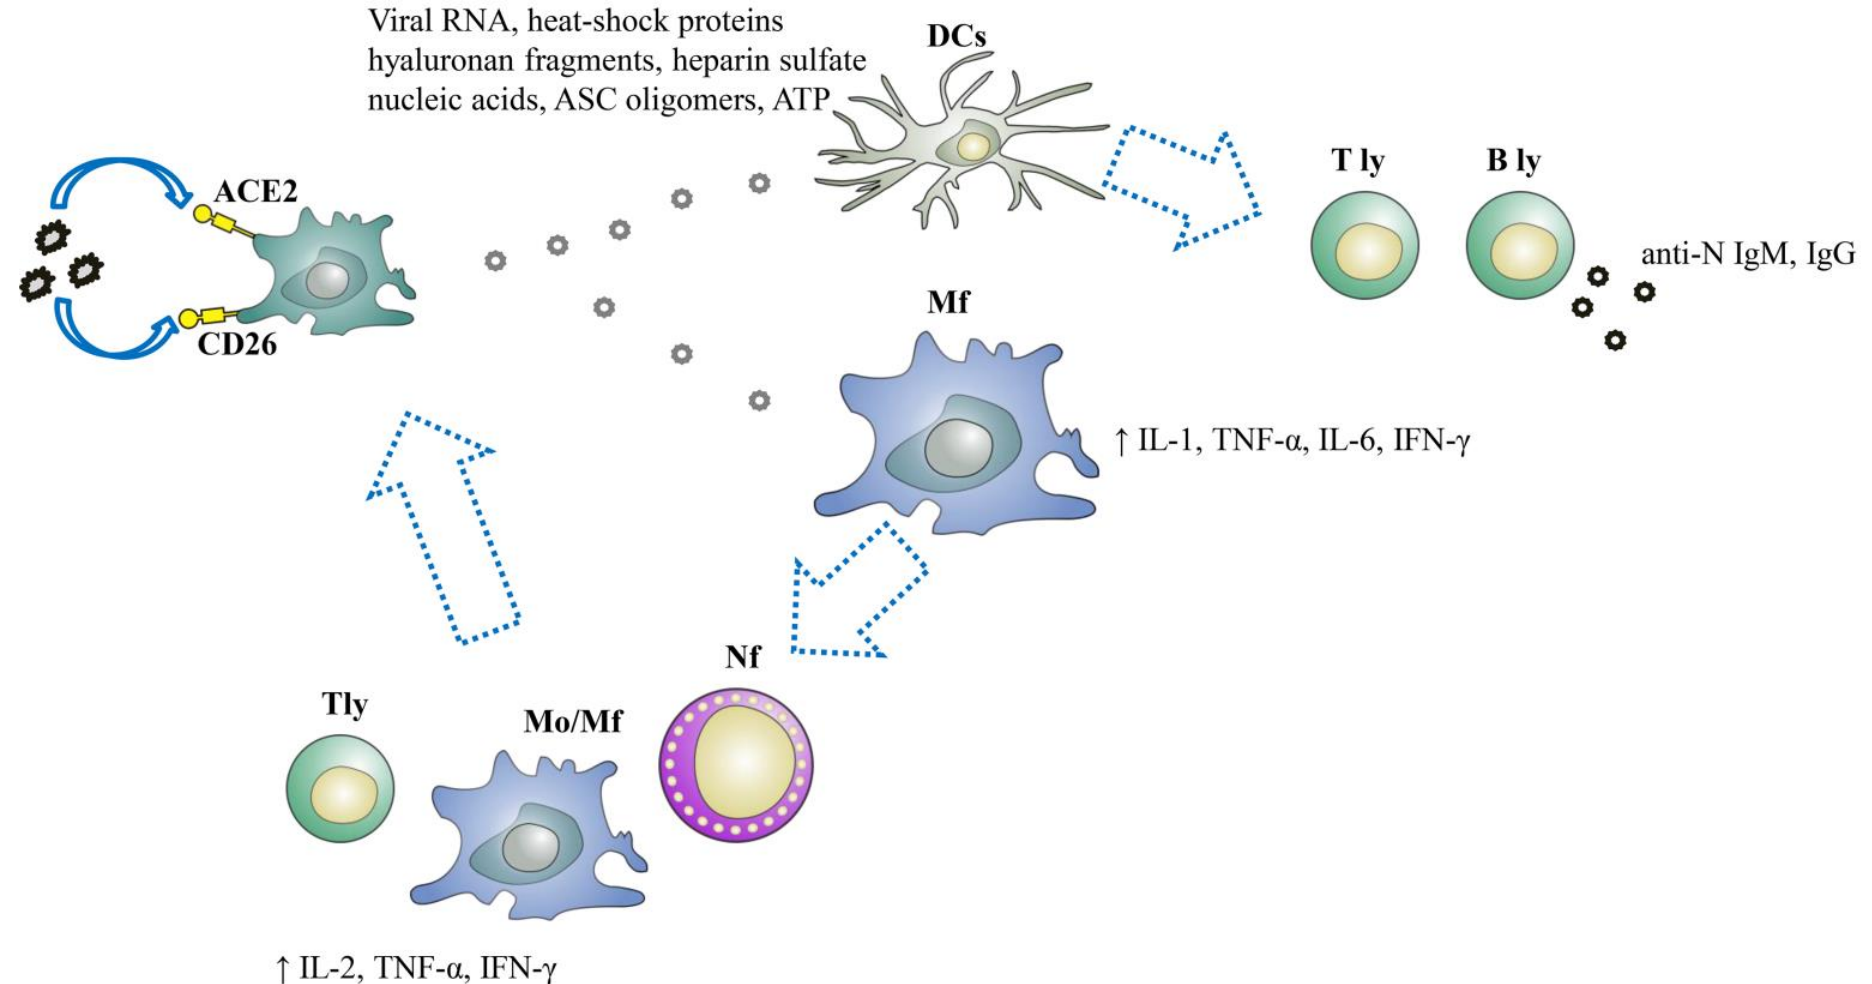 Viral RNA, heat-shock proteins
hyaluronan fragments, heparin sulfate
nucleic acids, ASC oligomers, ATP
DCs
T ly
B ly
ACE2
anti-N IgM, IgG
CD26
Mf
↑ IL-1, TNF-α, IL-6, IFN-γ
Nf
Tly
Mo/Mf
↑ IL-2, TNF-α, IFN-γ